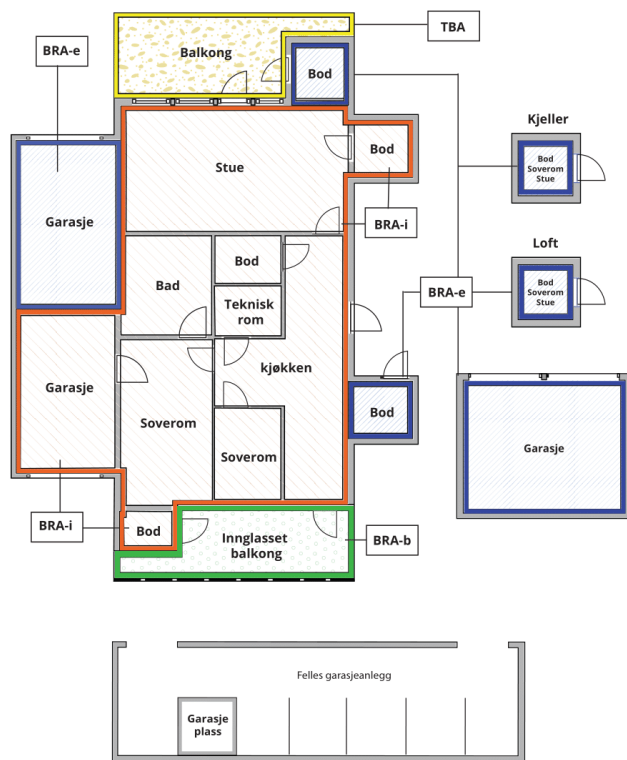 TBA
BRA-e
Balkong
Bod
Kjeller
Stue
Bod
Bod
Soverom
Stue
Garasje
BRA-i
Loft
Bad
Bod
BRA-e
Bod
Soverom
Stue
Teknisk
rom
kjøkken
Garasje
Bod
Soverom
Garasje
Soverom
BRA-i
Bod
Innglasset
balkong
BRA-b
Felles garasjeanlegg
Garasje
plass